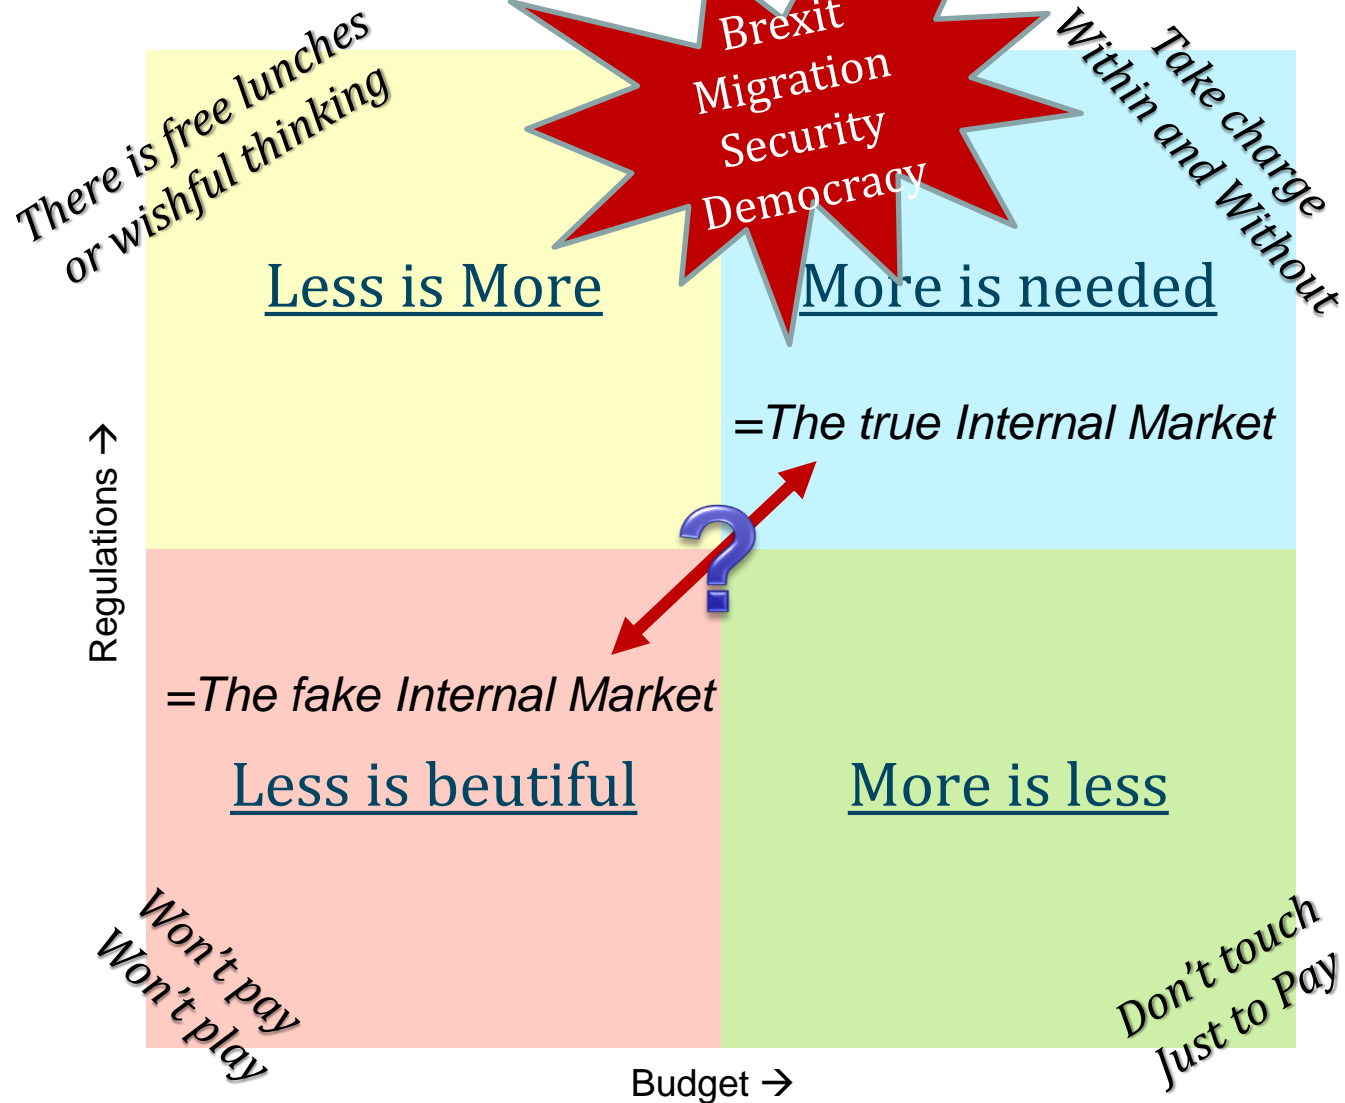 There is free lunches
or wishful thinking
Brexit
Migration
Security
Democracy
Take charge
Within and Without
Less is More
More is needed
=The true Internal Market
Regulations →
?
=The fake Internal Market
Less is beutiful
More is less
Won't pay
Won't play
Don't touch
Just to Pay
Budget →